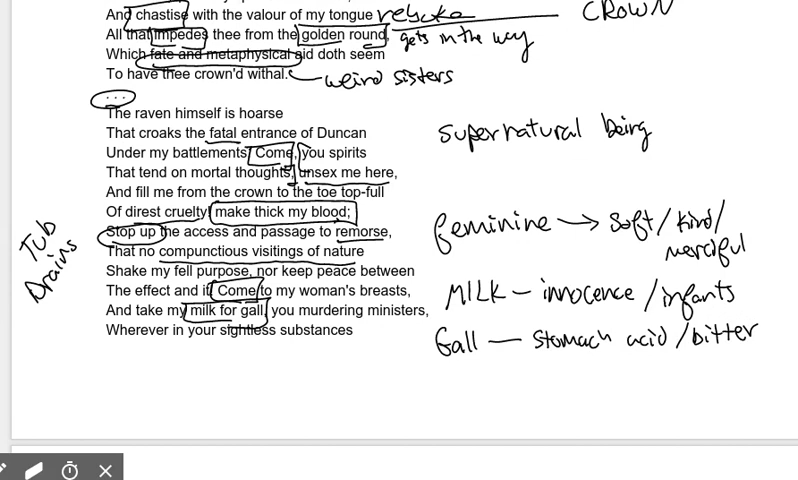 And chastise with the valour of my tongue rebuke
CROWN
All that impedes thee from the golden round, gets in the way
Which fate and metaphysical aid doth seem
To have thee crown'd withal. weird sisters
...
The raven himself is hoarse
That croaks the fatal entrance of Duncan
supernatural being
Under my battlements. Come, you spirits
That tend on mortal thoughts, unsex me here,
And fill me from the crown to the toe top-full
Of direst cruelty! make thick my blood;
feminine → soft/kind/
merciful
Tub
Drains
Stop up the access and passage to remorse,
That no compunctious visitings of nature
Shake my fell purpose, nor keep peace between
The effect and it! Come to my woman's breasts,
MILK - innocence / infants
And take my milk for gall, you murdering ministers,
Wherever in your sightless substances
Gall - stomach acid / bitter